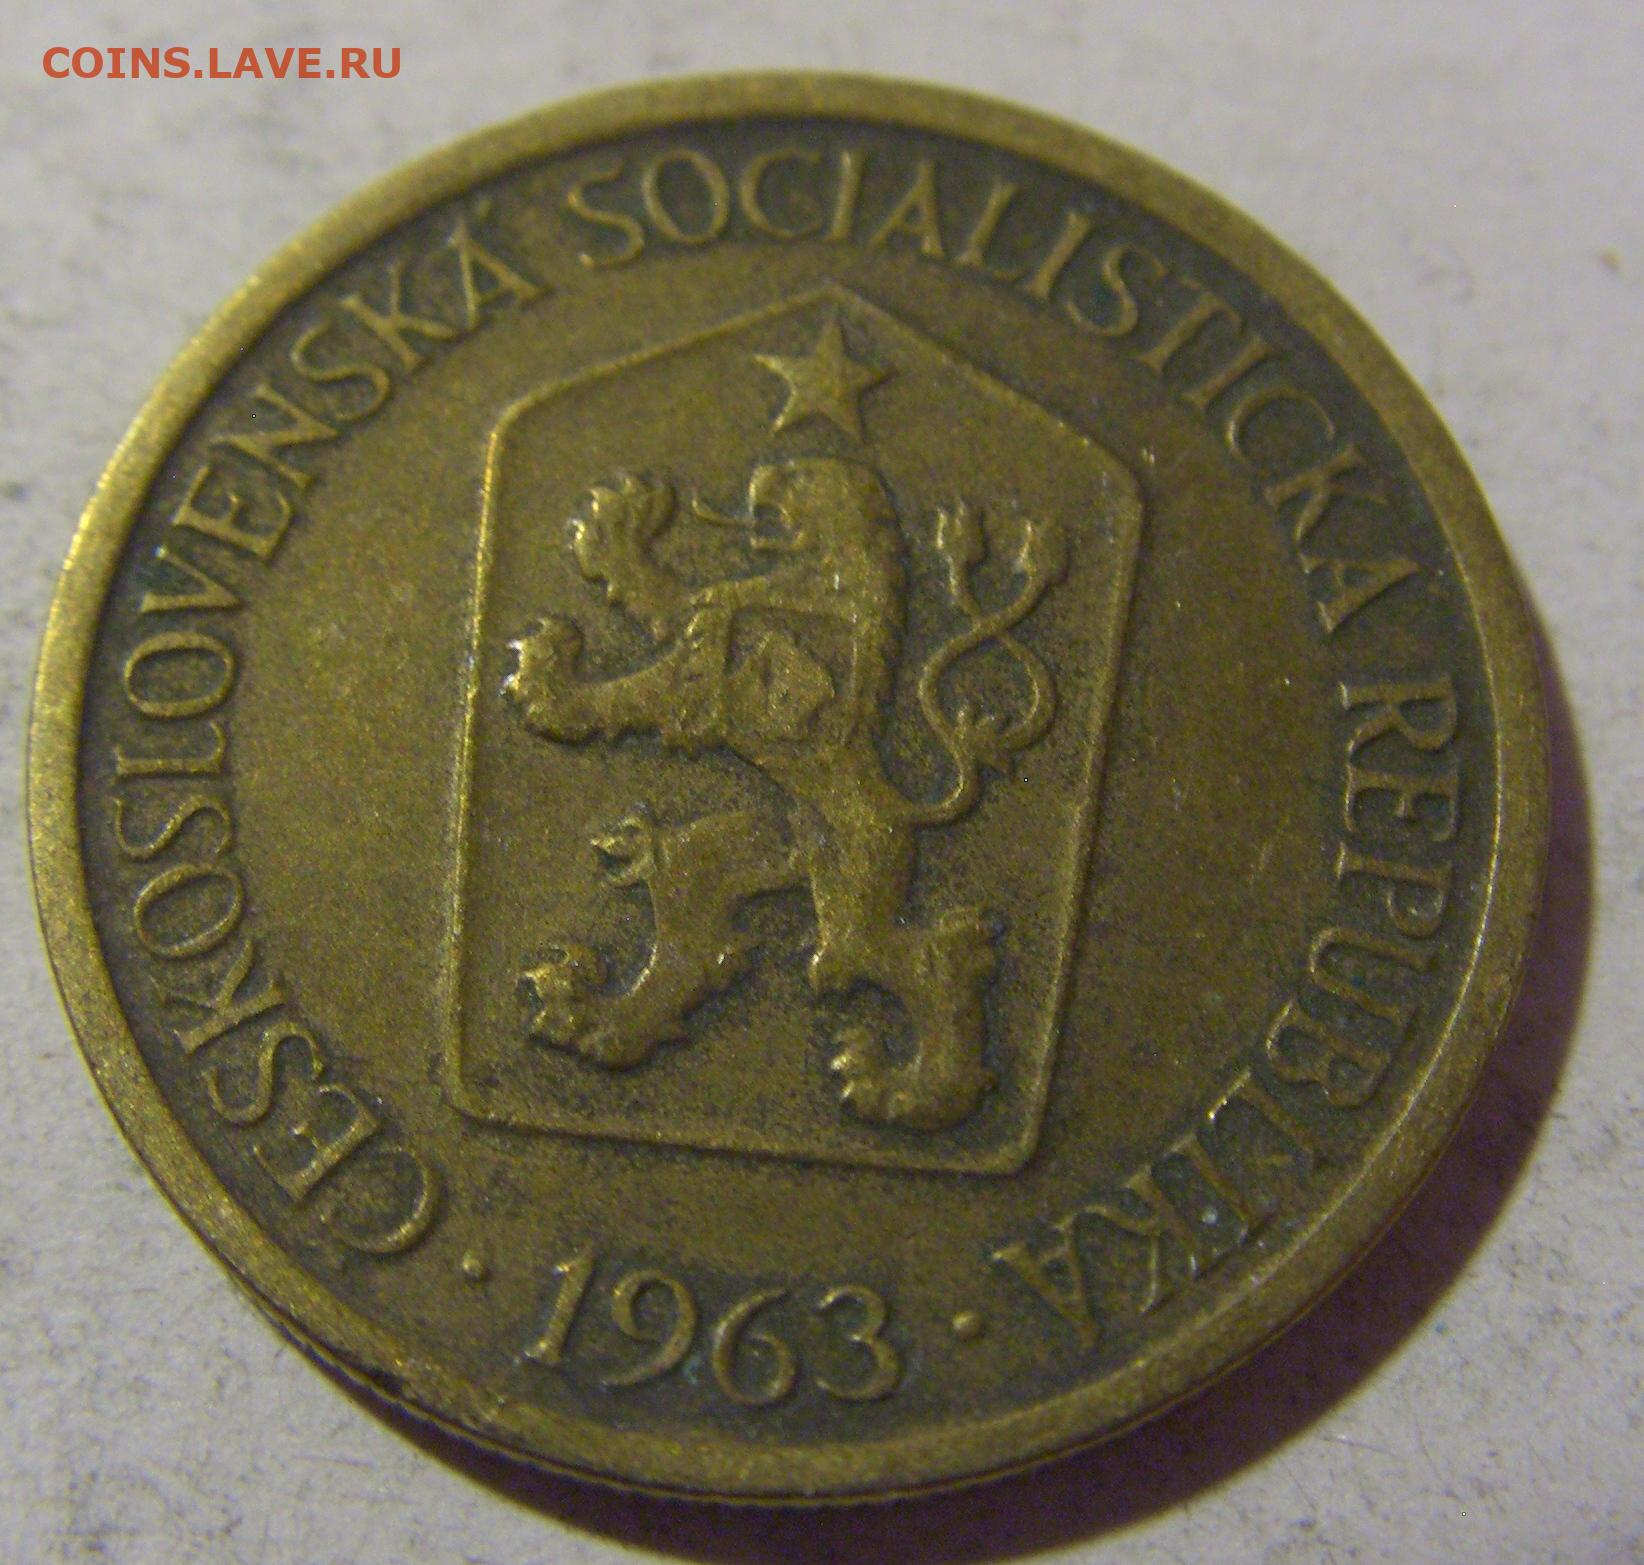 COINS.LAVE.RU
ČESKOSLOVENSKÁ SOCIALISTICKÁ REPUBLIKA
· 1963 ·